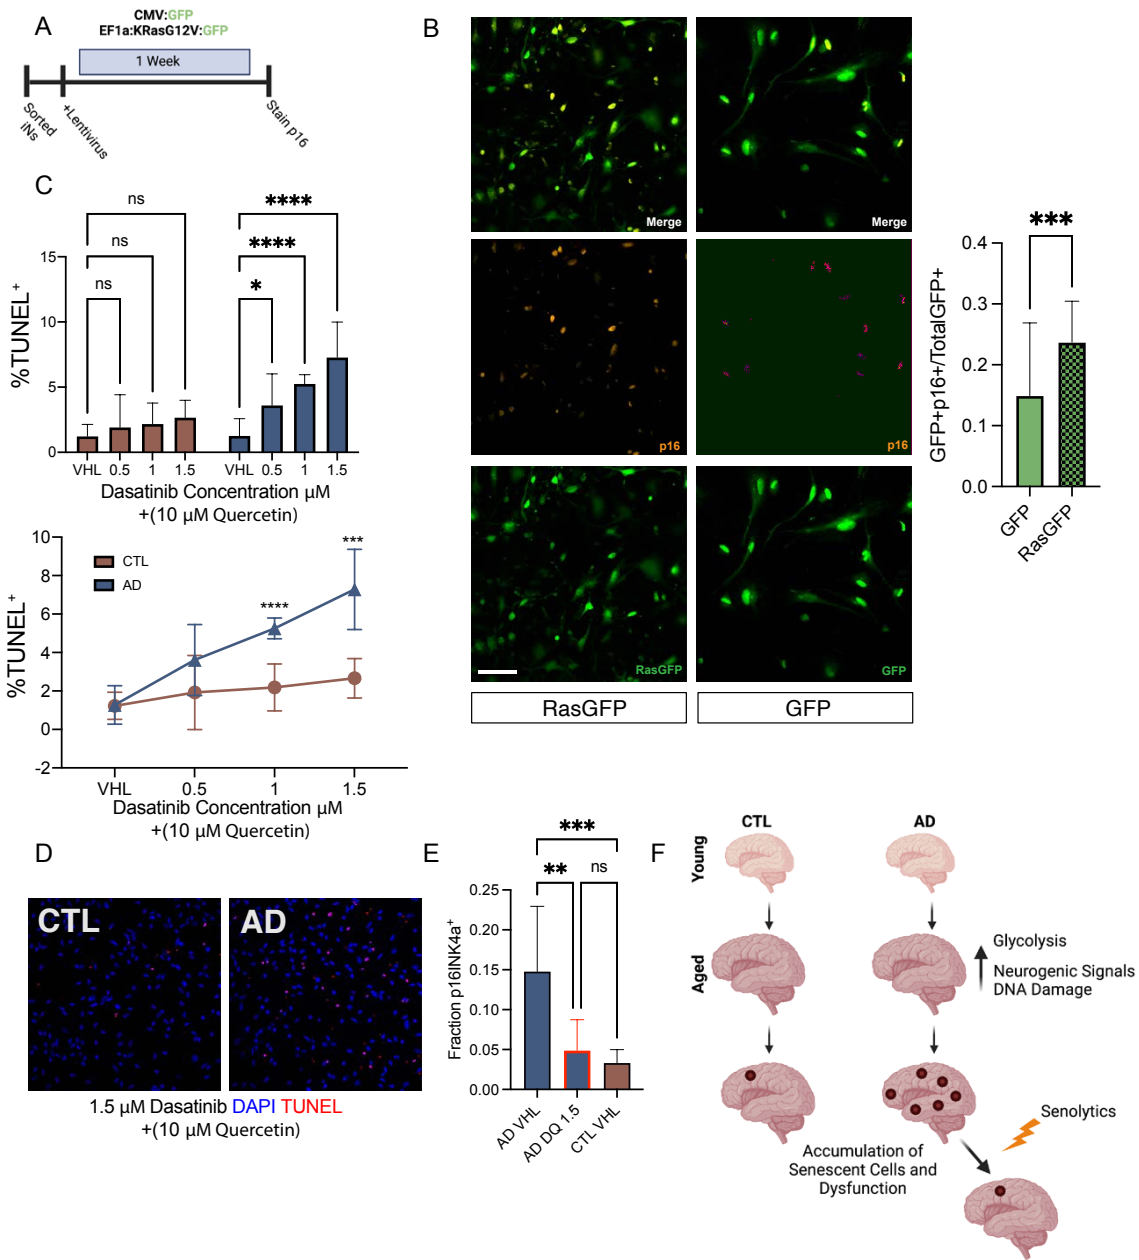 A
CMV:GFP
EF1a:KRasG12V:GFP
1 Week
Sorted
iNs
+Lentivirus
Stain p16
B
Merge
Merge
p16
p16
RasGFP
GFP
RasGFP
GFP
***
0.4
0.3
0.2
0.1
0.0
GFP+p16+/TotalGFP+
GFP
RasGFP
C
ns
ns
ns
****
****
*
15
10
5
0
%TUNEL+
VHL 0.5 1 1.5
VHL 0.5 1 1.5
Dasatinib Concentration µM
+(10 µM Quercetin)
10
8
6
4
2
0
-2
%TUNEL+
CTL
AD
****
***
VHL 0.5 1 1.5
Dasatinib Concentration µM
+(10 µM Quercetin)
D
CTL
AD
1.5 µM Dasatinib DAPI TUNEL
+(10 µM Quercetin)
E
***
**
ns
0.25
0.20
0.15
0.10
0.05
0.00
Fraction p16INK4a+
AD VHL
AD DQ 1.5
CTL VHL
F
CTL
AD
Young
Aged
Glycolysis
Neurogenic Signals
DNA Damage
Senolytics
Accumulation of
Senescent Cells and
Dysfunction